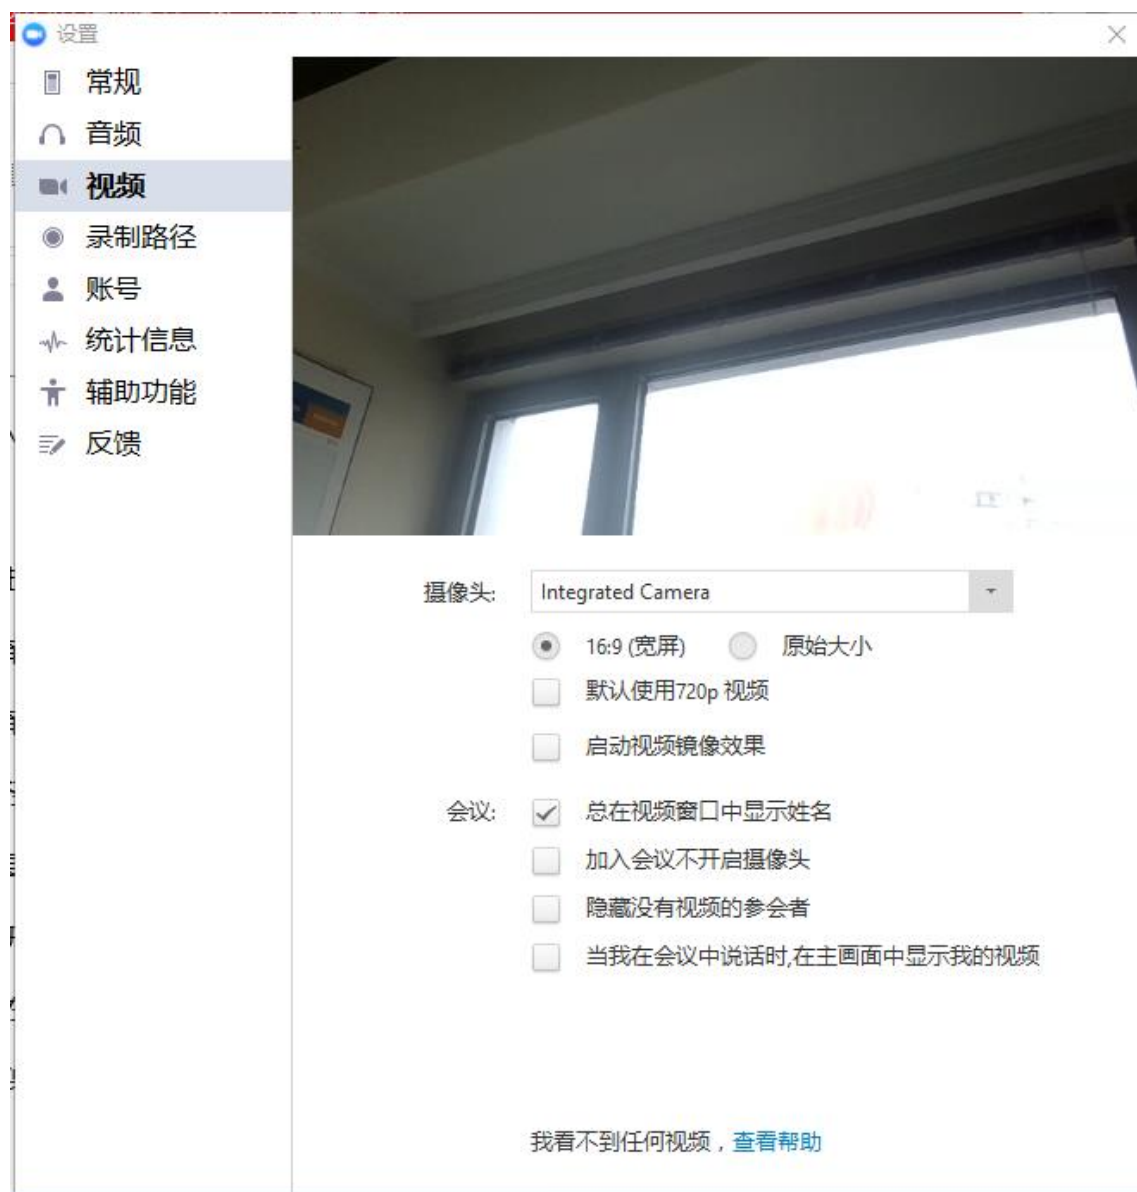 设置
常规
音频
视频
录制路径
账号
统计信息
辅助功能
反馈
摄像头: Integrated Camera
16:9 (宽屏) 原始大小
默认使用720p 视频
启动视频镜像效果
会议: 总在视频窗口中显示姓名
加入会议不开启摄像头
隐藏没有视频的参会者
当我在会议中说话时,在主画面中显示我的视频
我看不到任何视频，查看帮助